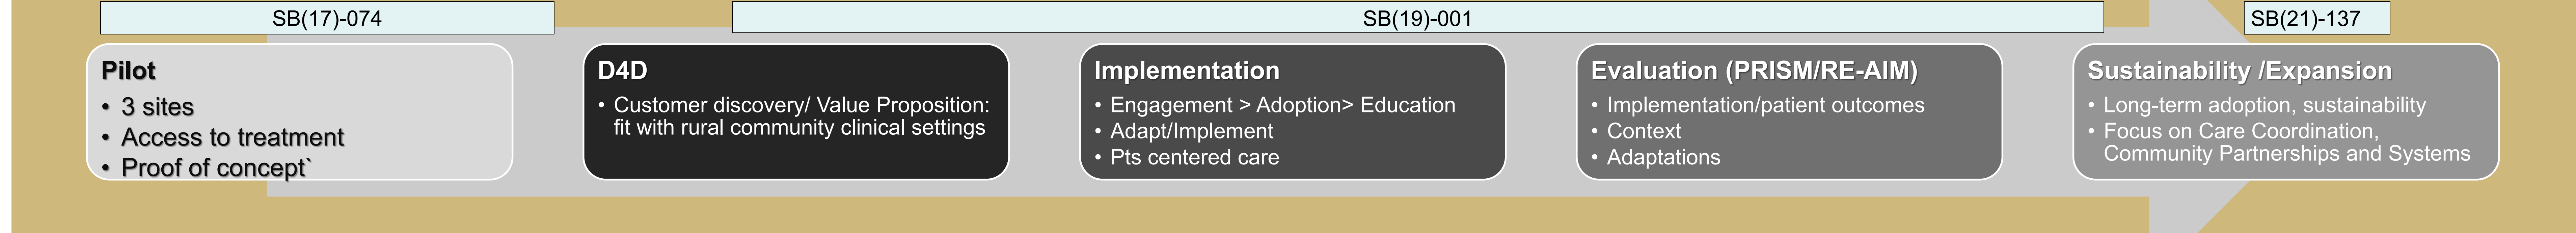 SB(17)-074
SB(19)-001
SB(21)-137
Pilot
• 3 sites
• Access to treatment
• Proof of concept`
D4D
• Customer discovery/ Value Proposition:
fit with rural community clinical settings
Implementation
• Engagement > Adoption> Education
• Adapt/Implement
• Pts centered care
Evaluation (PRISM/RE-AIM)
• Implementation/patient outcomes
• Context
• Adaptations
Sustainability /Expansion
• Long-term adoption, sustainability
• Focus on Care Coordination,
Community Partnerships and Systems